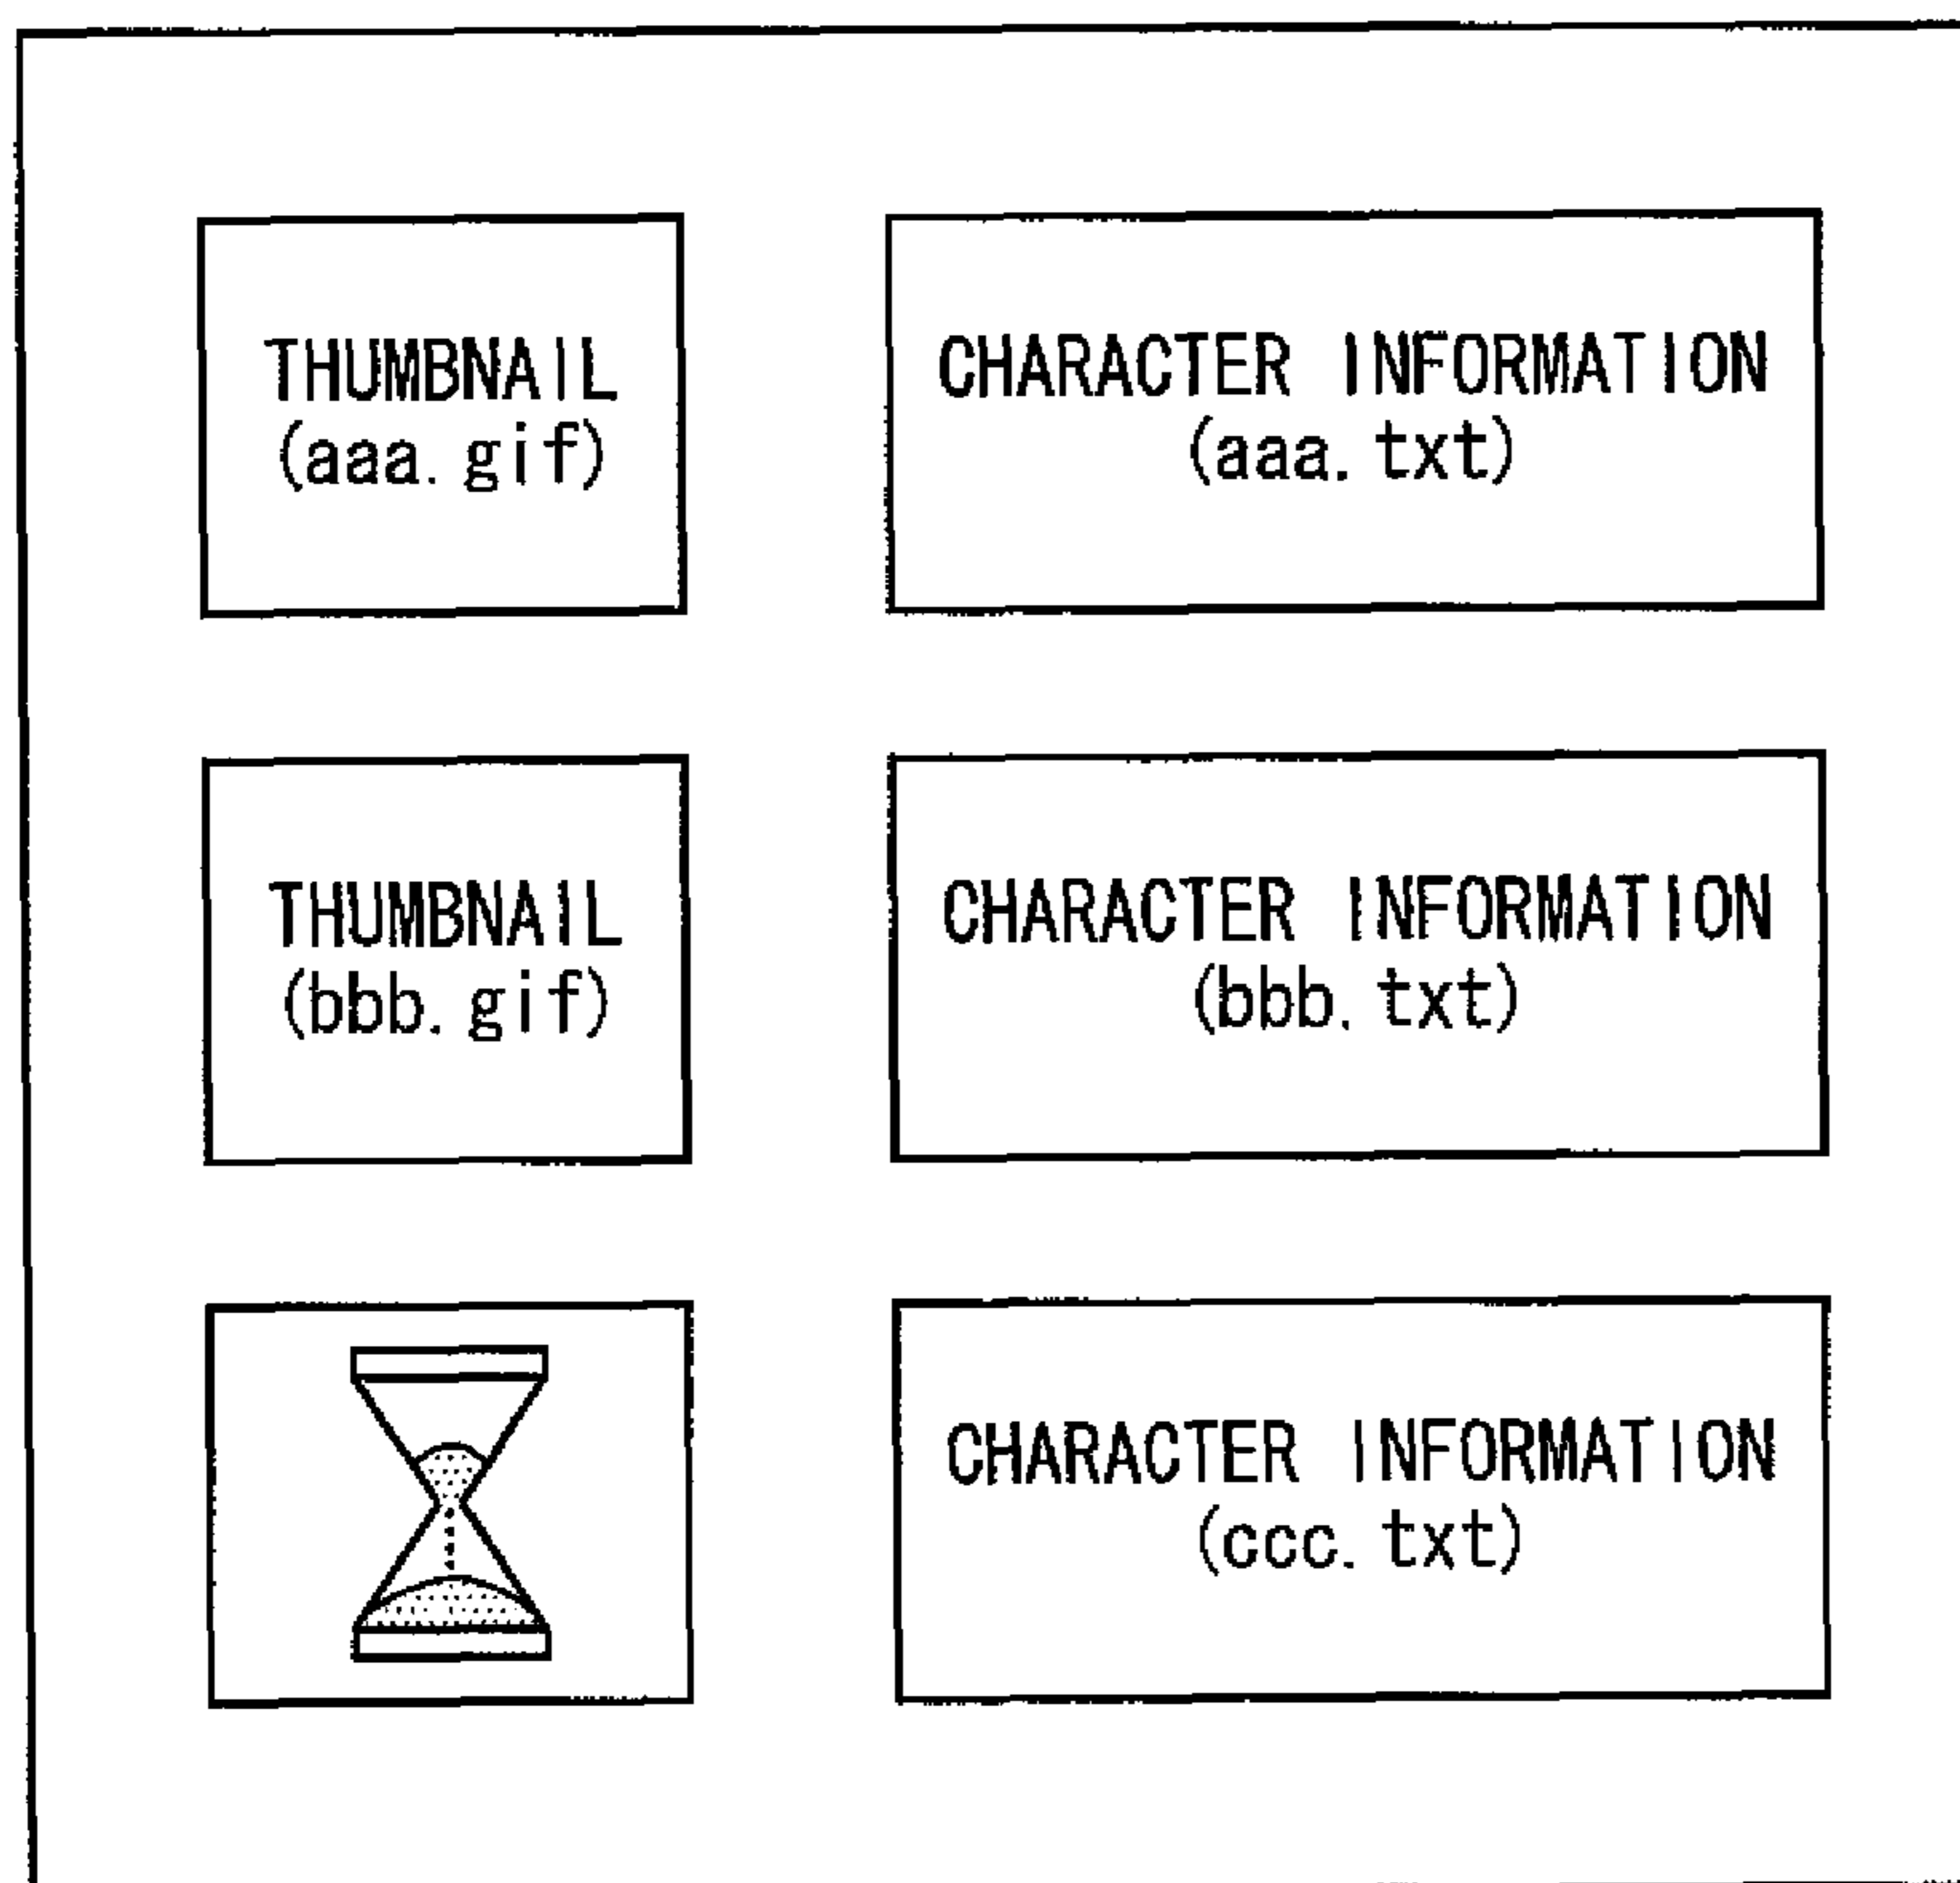 THUMBNAIL
(aaa. gif)
CHARACTER INFORMATION
(aaa. txt)
THUMBNAIL
(bbb. gif)
CHARACTER INFORMATION
(bbb. txt)
CHARACTER INFORMATION
(ccc. txt)